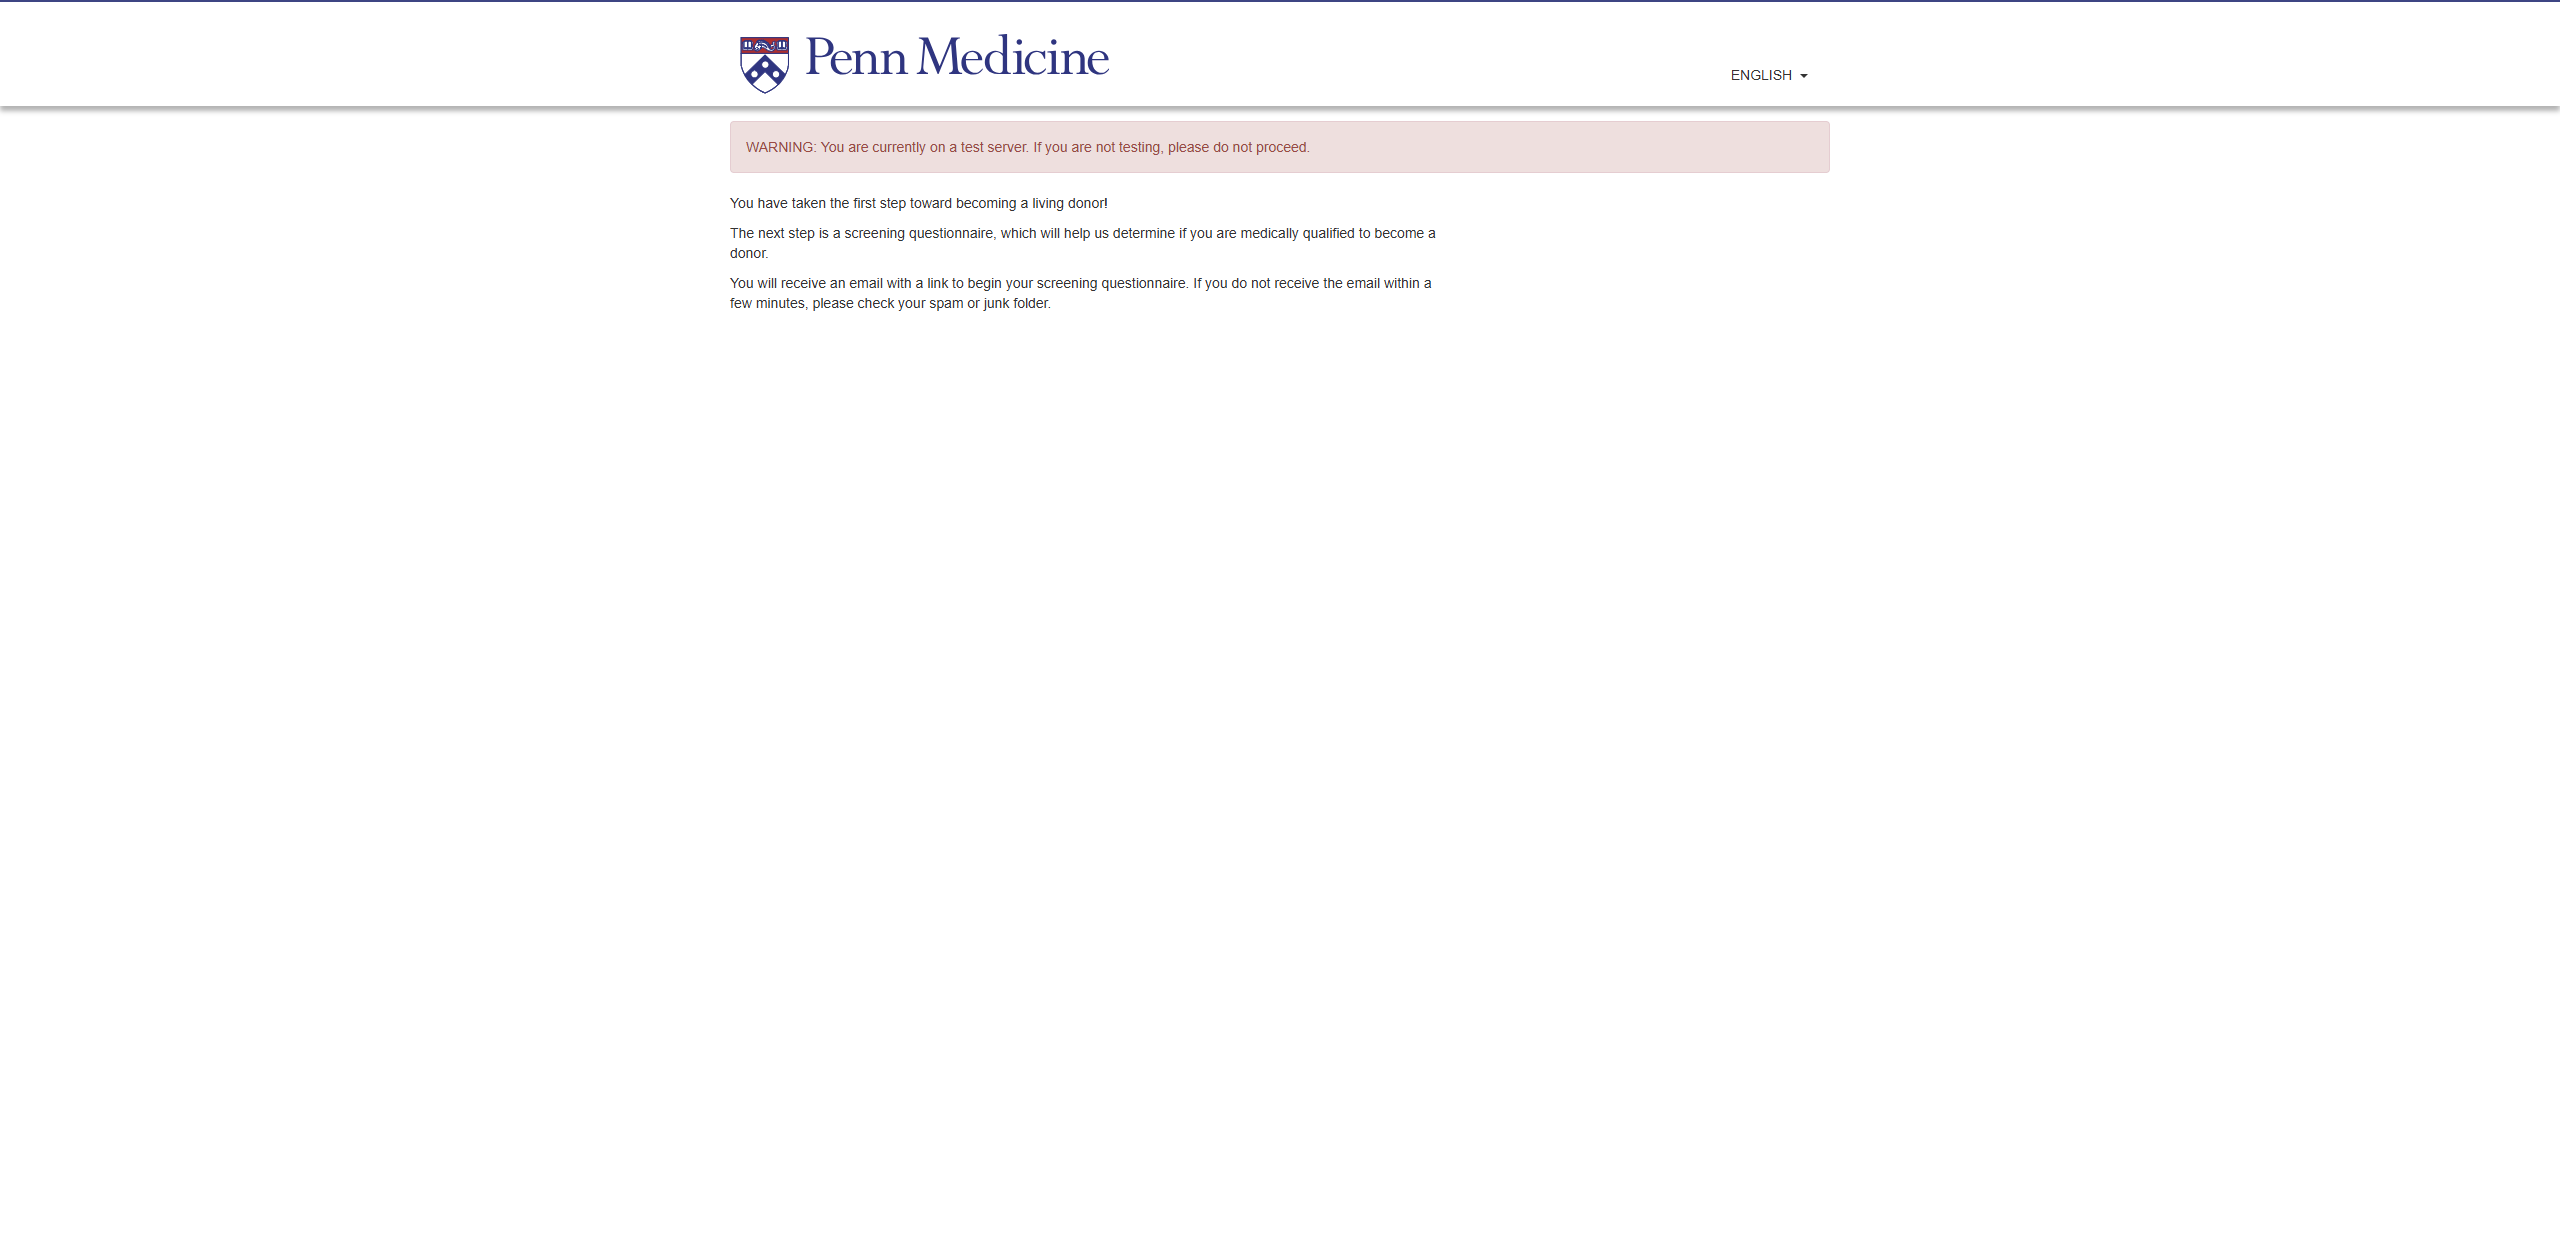 Penn Medicine
ENGLISH
WARNING: You are currently on a test server. If you are not testing, please do not proceed.
You have taken the first step toward becoming a living donor!
The next step is a screening questionnaire, which will help us determine if you are medically qualified to become a
donor.
You will receive an email with a link to begin your screening questionnaire. If you do not receive the email within a
few minutes, please check your spam or junk folder.